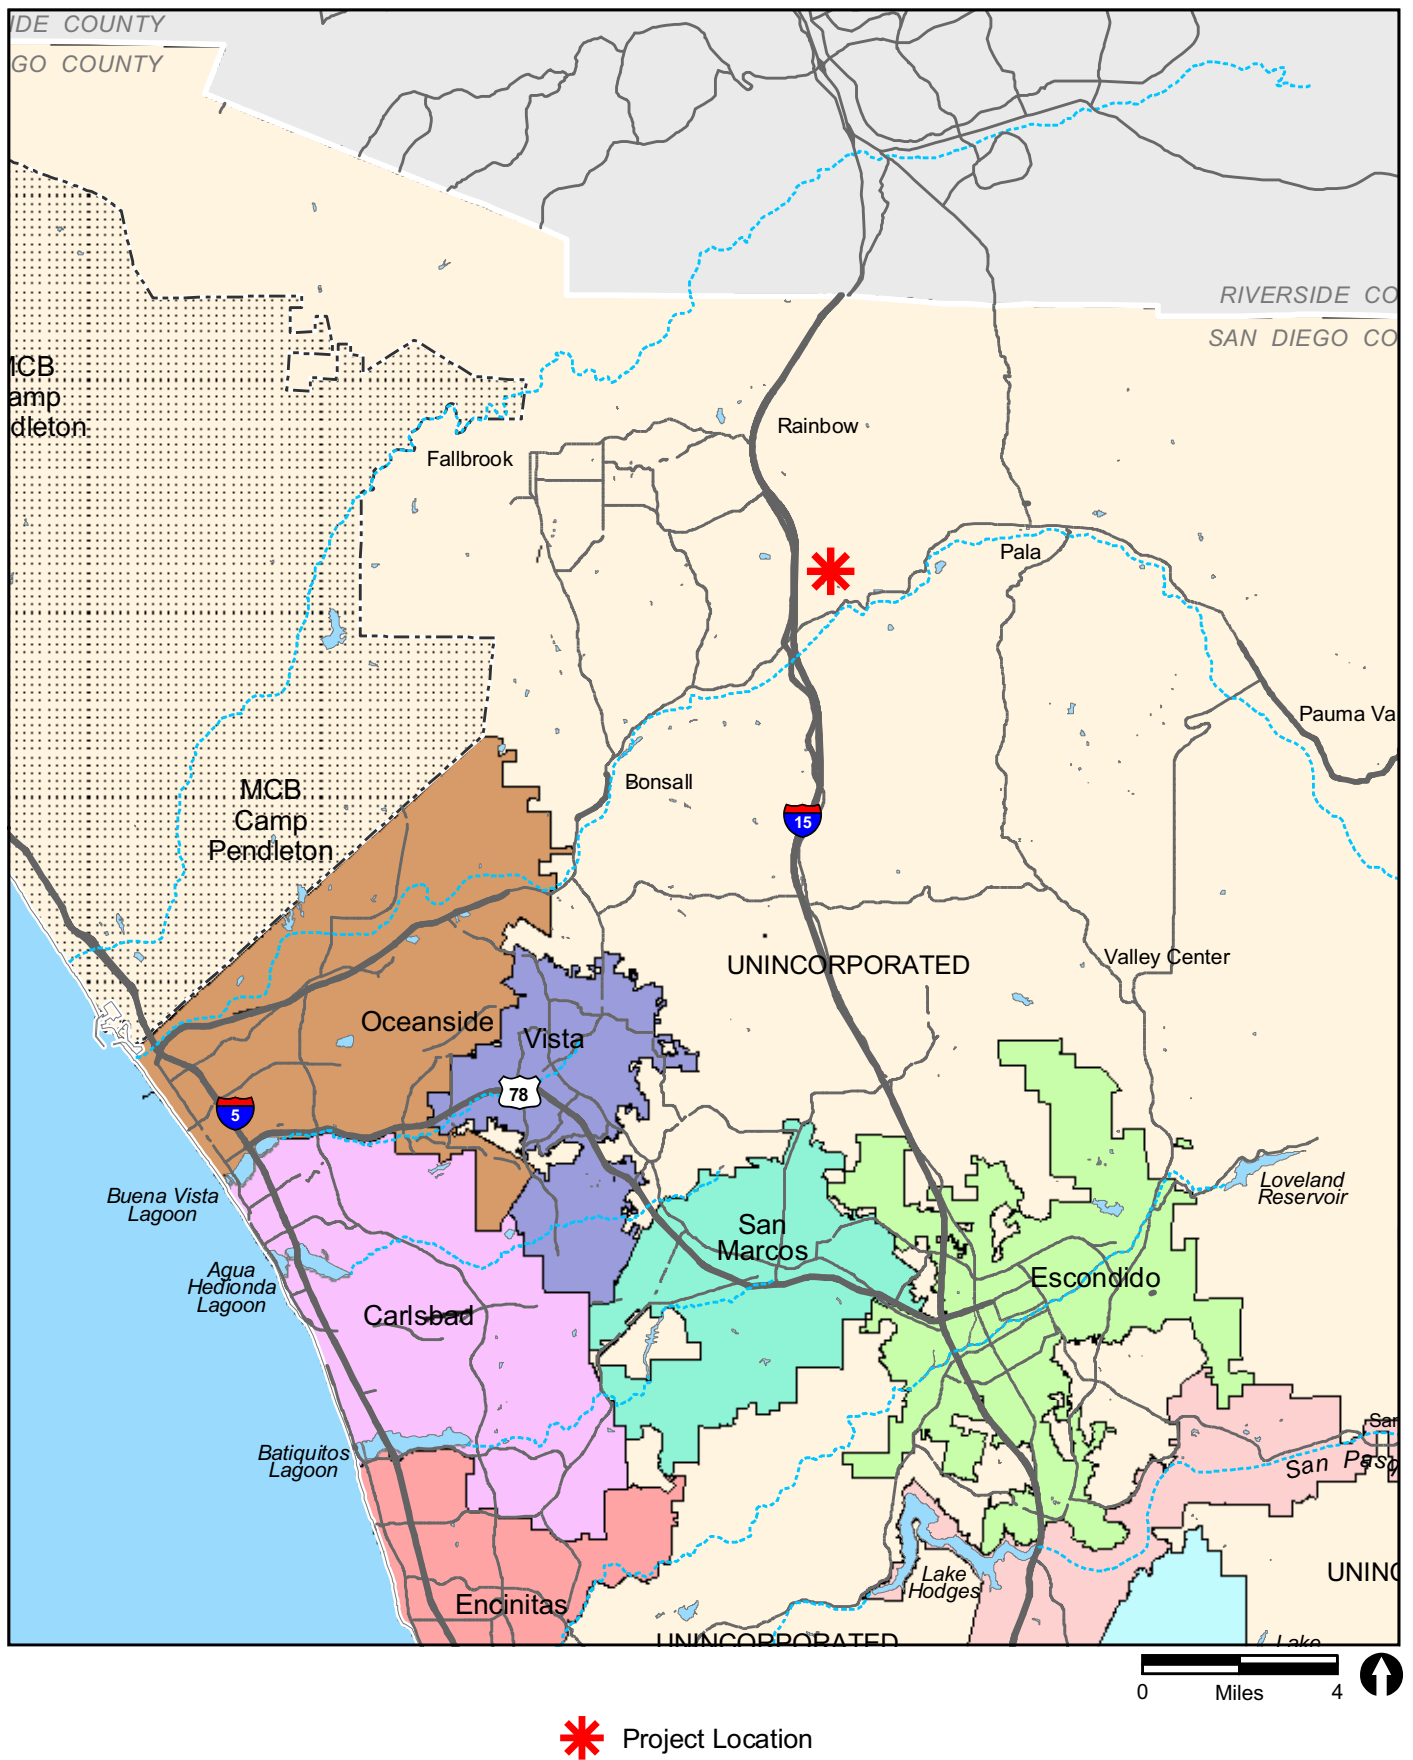 IDE COUNTY
GO COUNTY
RIVERSIDE CO
SAN DIEGO CO
MCB
amp
dleton
Rainbow
Fallbrook
Pala
Pauma Va
Bonsall
MCB
Camp
Pendleton
15
UNINCORPORATED
Valley Center
Oceanside
Vista
78
5
Buena Vista
Lagoon
Loveland
Reservoir
San
Marcos
Agua
Hedionda
Lagoon
Escondido
Carlsbad
San
Batiquitos
Lagoon
San Pasq
Lake
Hodges
UNINC
Encinitas
UNINCORPORATED
Lake
0 Miles 4
Project Location